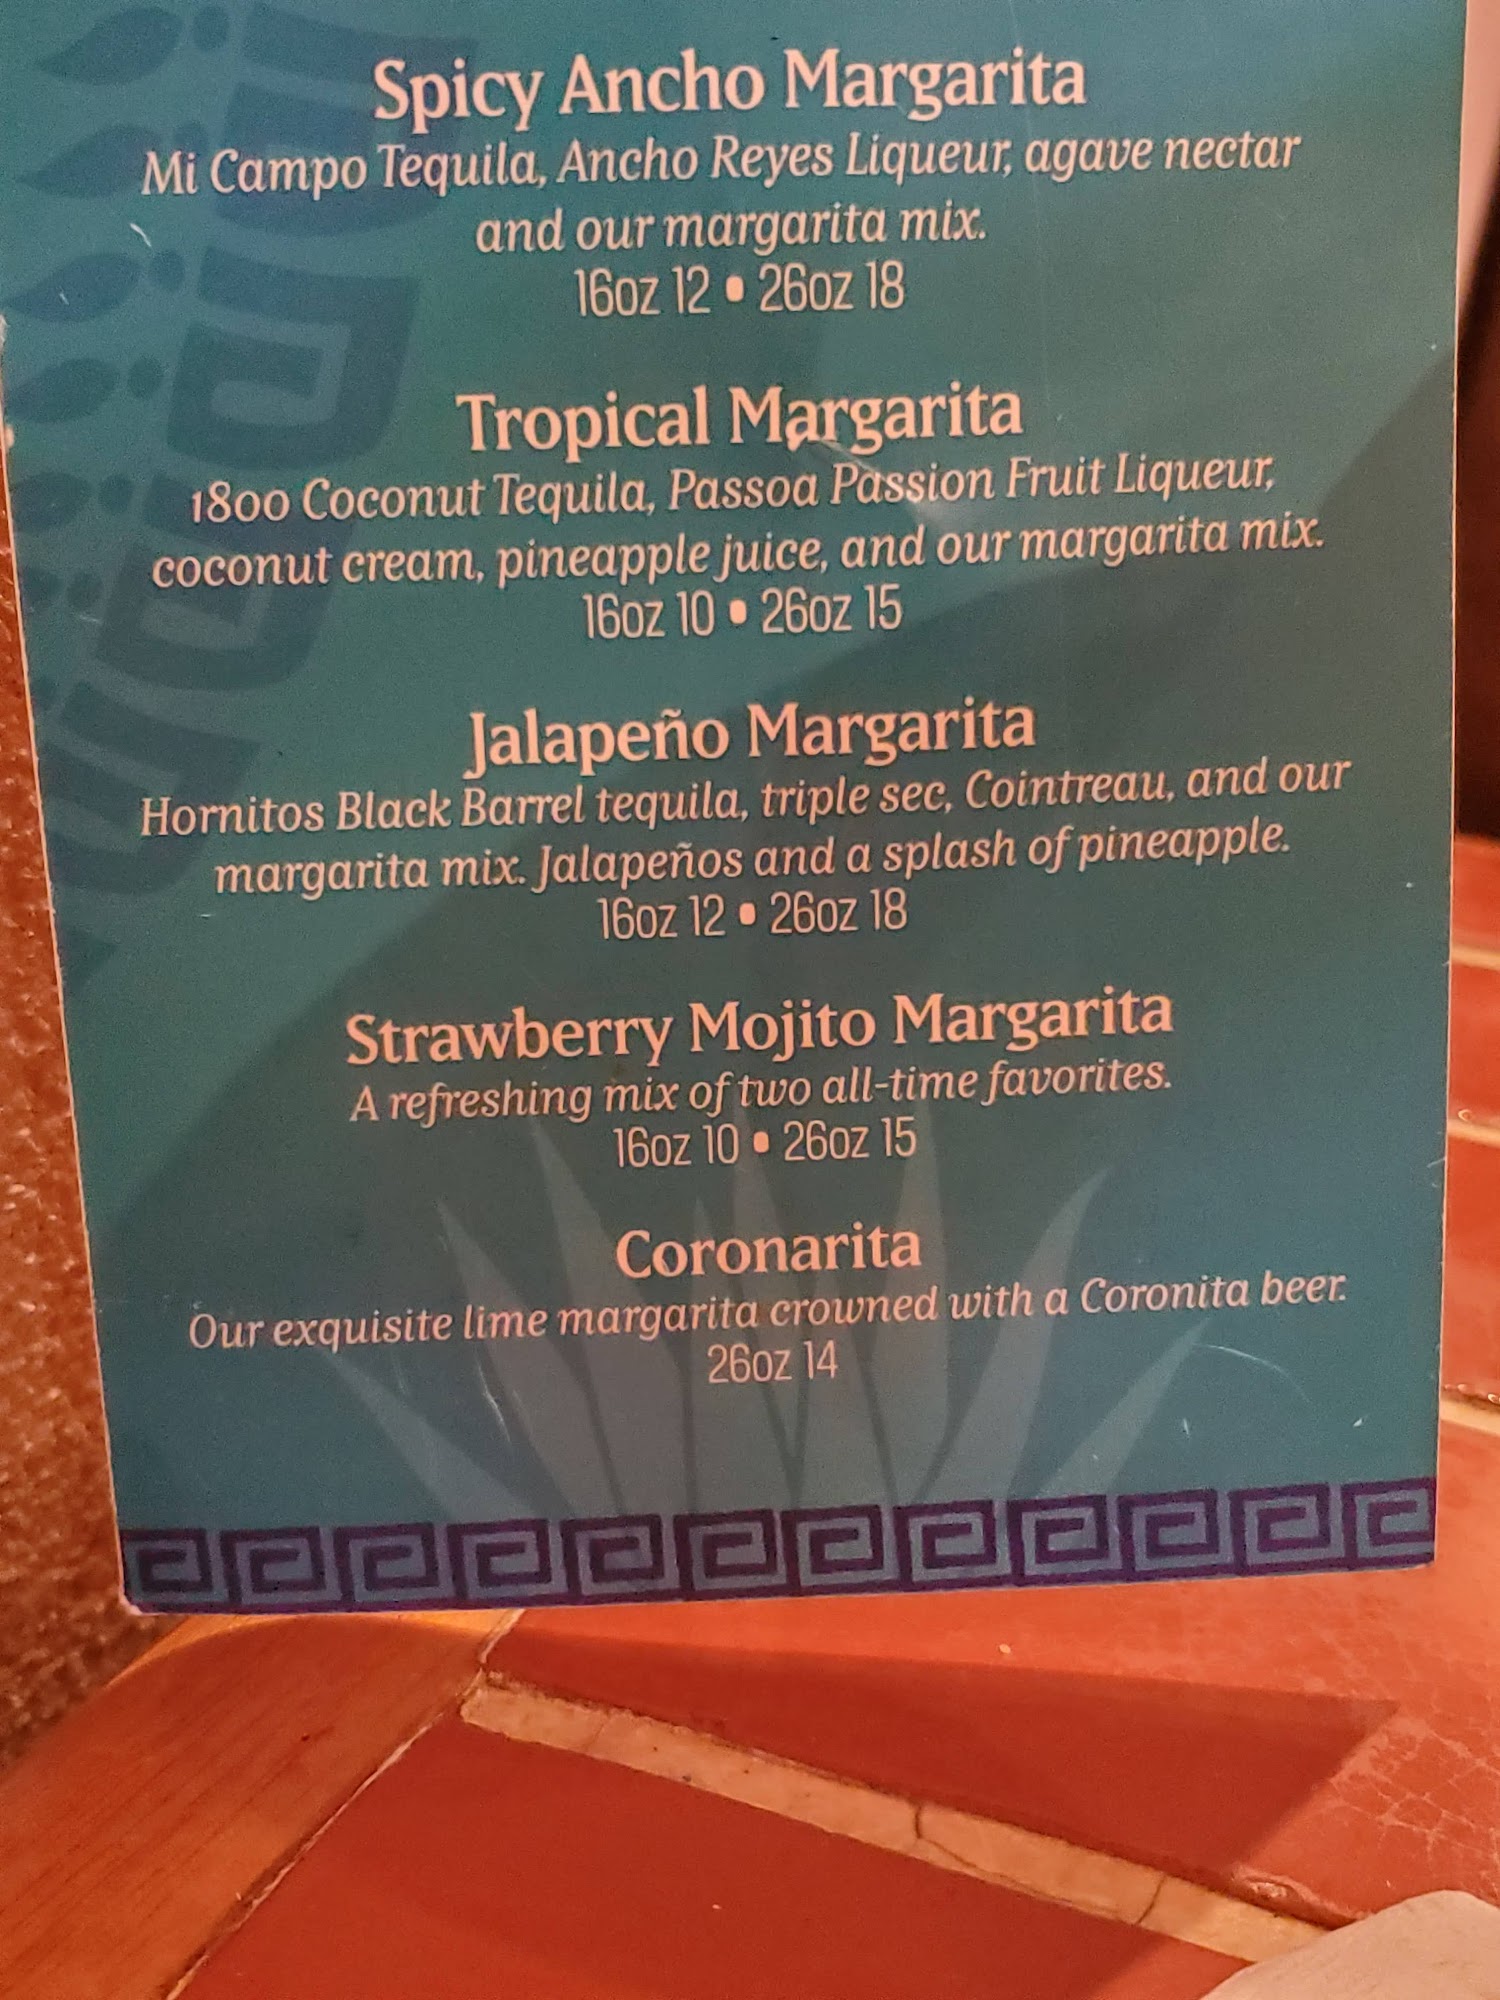 Spicy Ancho Margarita
Mi Campo Tequila, Ancho Reyes Liqueur, agave nectar
and our margarita mix.
16oz 12 • 26oz 18
Tropical Margarita
1800 Coconut Tequila, Passoa Passion Fruit Liqueur,
coconut cream, pineapple juice, and our margarita mix.
16oz 10 • 26oz 15
Jalapeño Margarita
Hornitos Black Barrel tequila, triple sec, Cointreau, and our
margarita mix. Jalapeños and a splash of pineapple.
16oz 12 • 26oz 18
Strawberry Mojito Margarita
A refreshing mix of two all-time favorites.
16oz 10 • 26oz 15
Coronarita
Our exquisite lime margarita crowned with a Coronita beer.
26oz 14